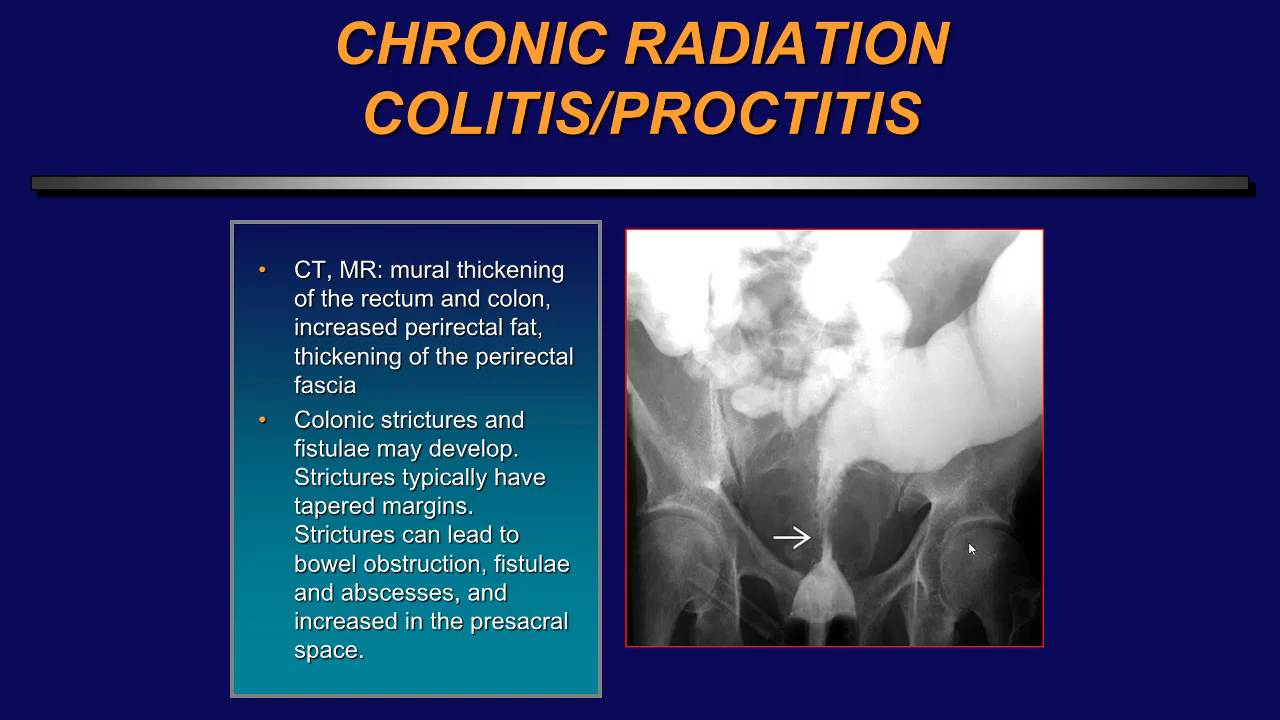 CHRONIC RADIATION
COLITIS/PROCTITIS
• CT, MR: mural thickening
of the rectum and colon,
increased perirectal fat,
thickening of the perirectal
fascia
• Colonic strictures and
fistulae may develop.
Strictures typically have
tapered margins.
Strictures can lead to
bowel obstruction, fistulae
and abscesses, and
increased in the presacral
space.